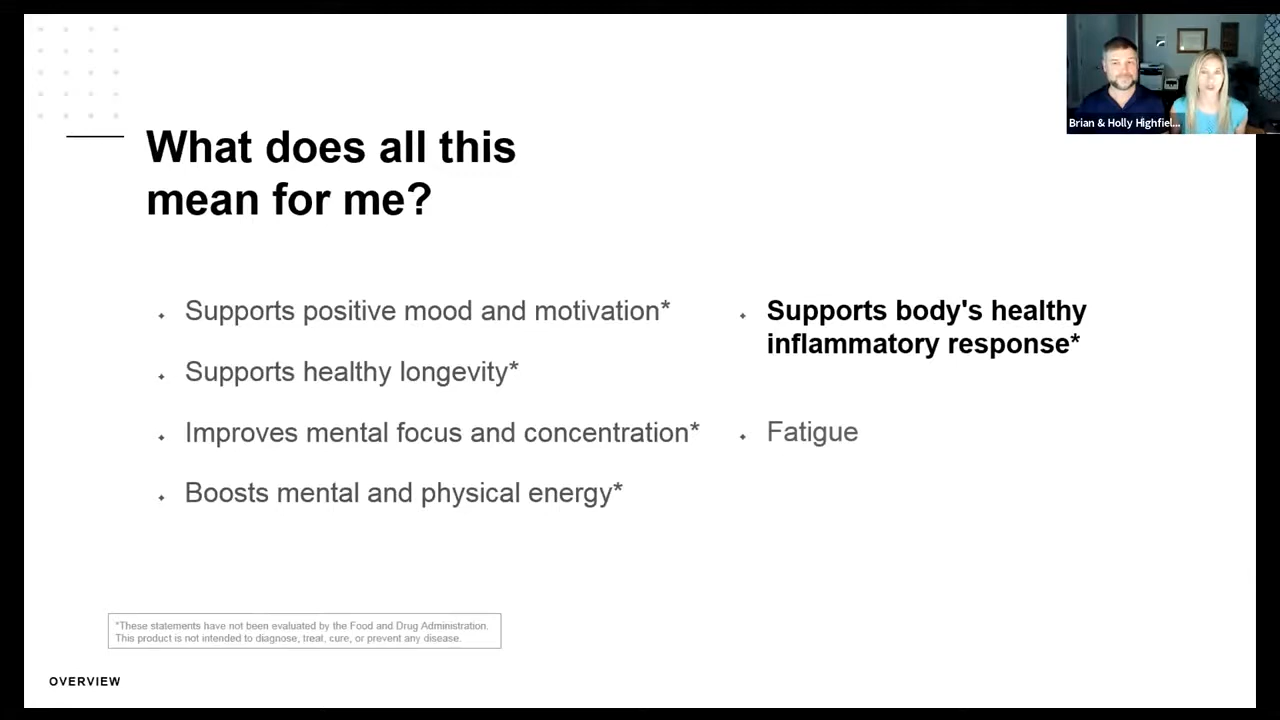 Brian & Holly Highfiel...
What does all this
mean for me?
Supports positive mood and motivation*
Supports healthy longevity*
Improves mental focus and concentration*
Boosts mental and physical energy*
Supports body's healthy
inflammatory response*
Fatigue
*These statements have not been evaluated by the Food and Drug Administration.
This product is not intended to diagnose, treat, cure, or prevent any disease.
OVERVIEW